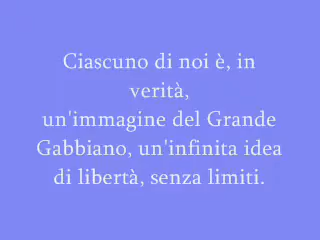 Ciascuno di noi è, in
verità,
un'immagine del Grande
Gabbiano, un'infinita idea
di libertà, senza limiti.